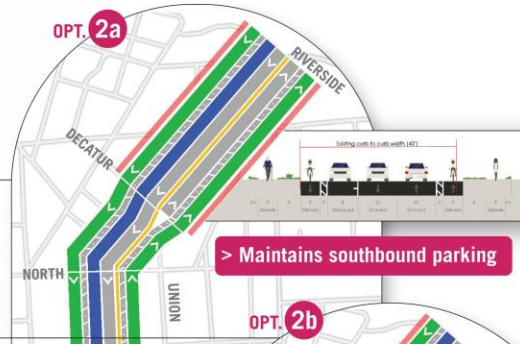 OPT. 2a
RIVERSIDE
DECATUR
Existing curb to curb width (40')
> Maintains southbound parking
NORTH
UNION
OPT. 2b